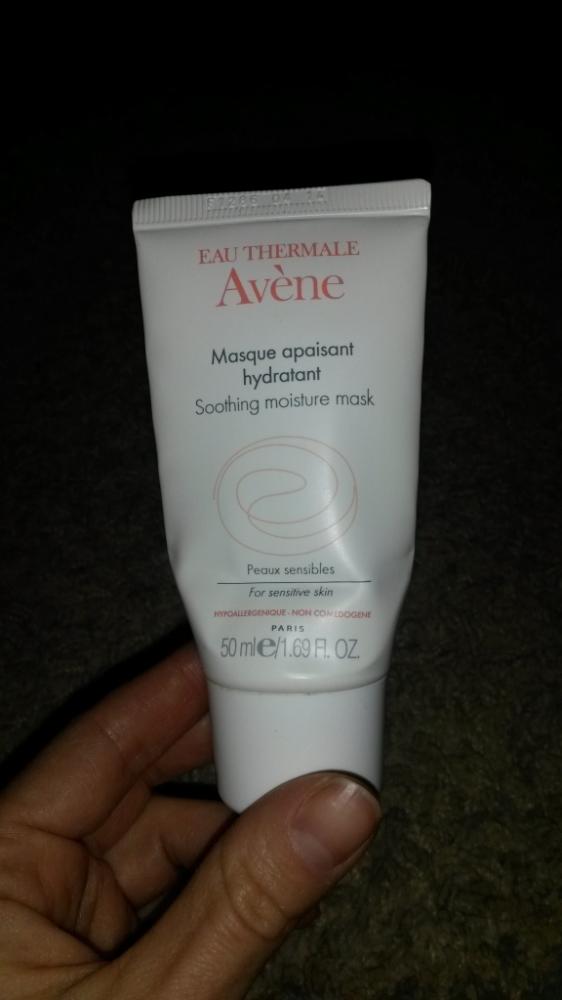 EAU THERMALE
Avène
Masque apaisant
hydratant
Soothing moisture mask
Peaux sensibles
For sensitive skin
HYPOALLERGENIQUE - NON COMEDOGENE
PARIS
50 ml e/1.69 Fl. OZ.